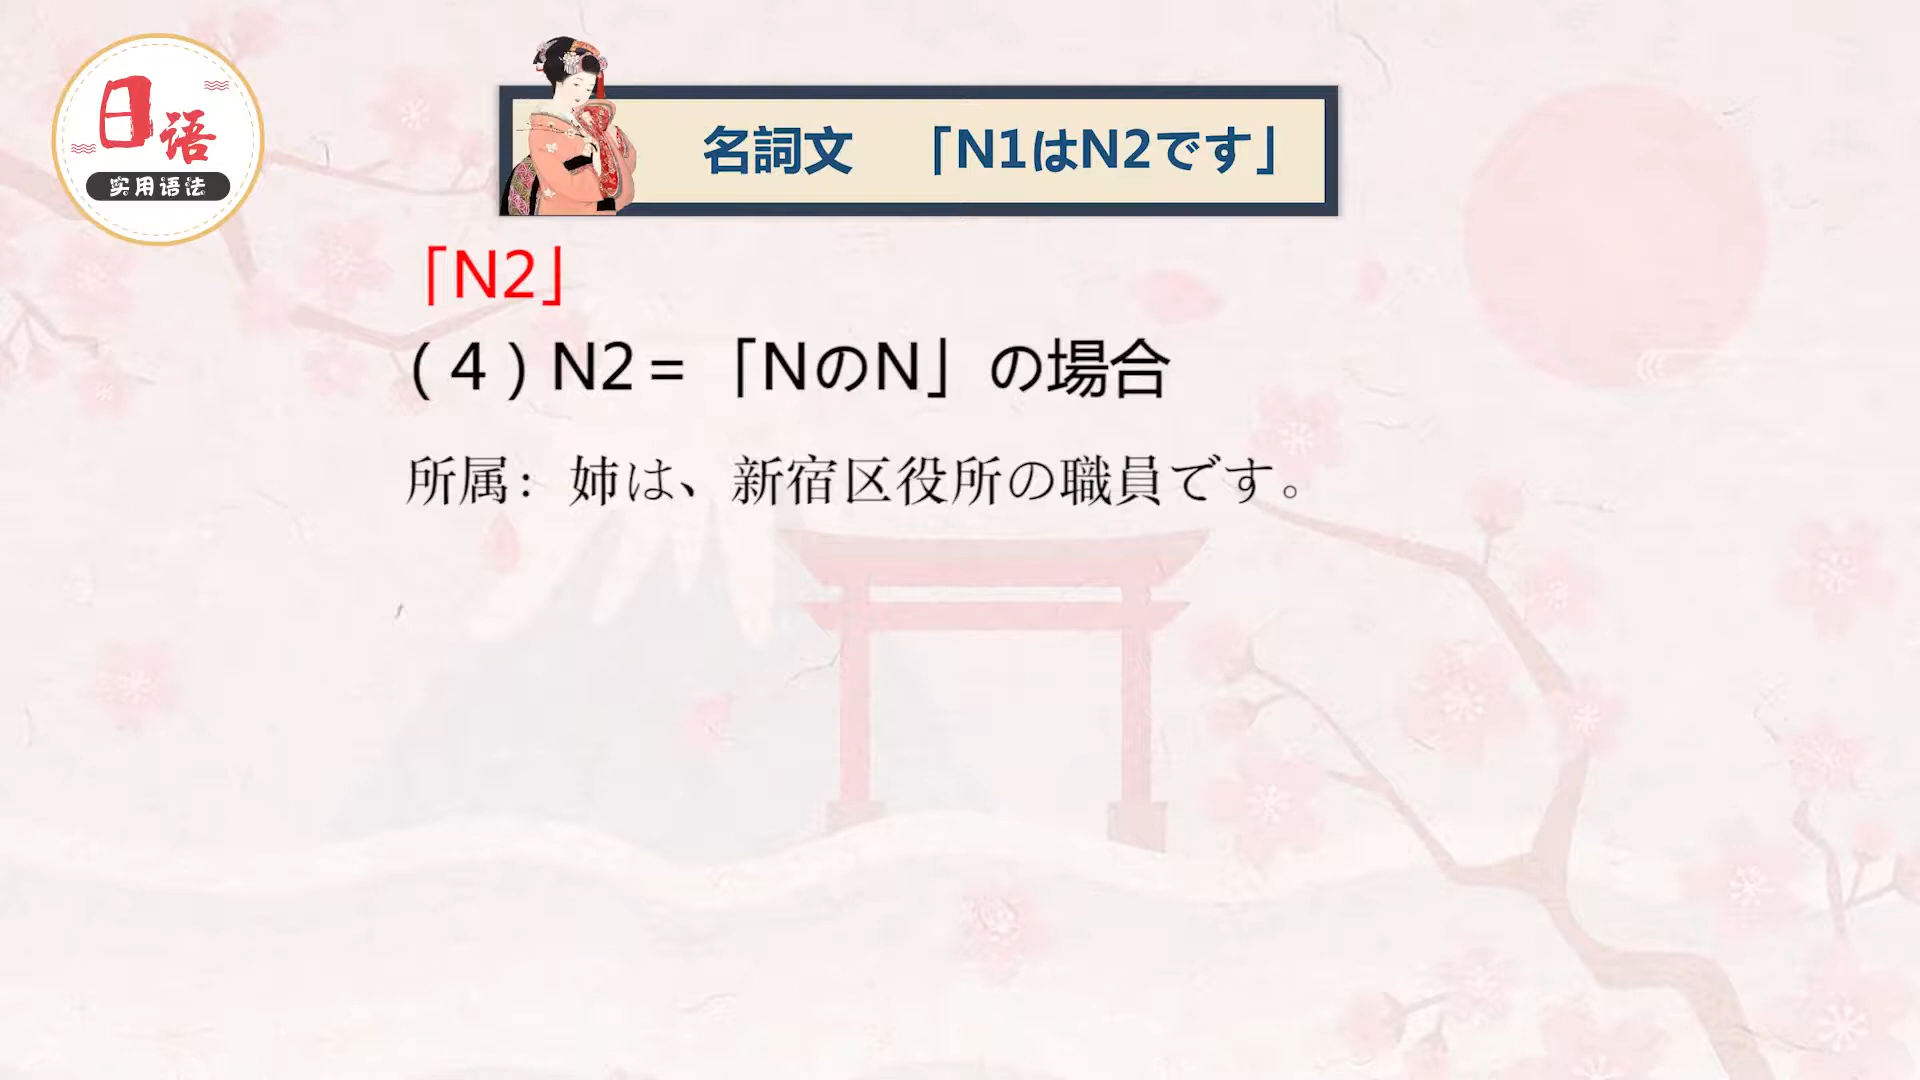 日语
实用语法
名詞文 「N1はN2です」
「N2」
（4）N2＝「NのN」の場合
所属：姉は、新宿区役所の職員です。